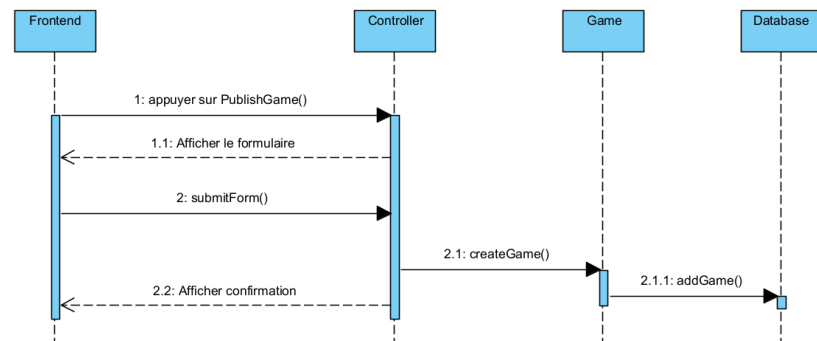 Frontend
Controller
Game
Database
1: appuyer sur PublishGame()
1.1: Afficher le formulaire
2: submitForm()
2.1: createGame()
2.1.1: addGame()
2.2: Afficher confirmation